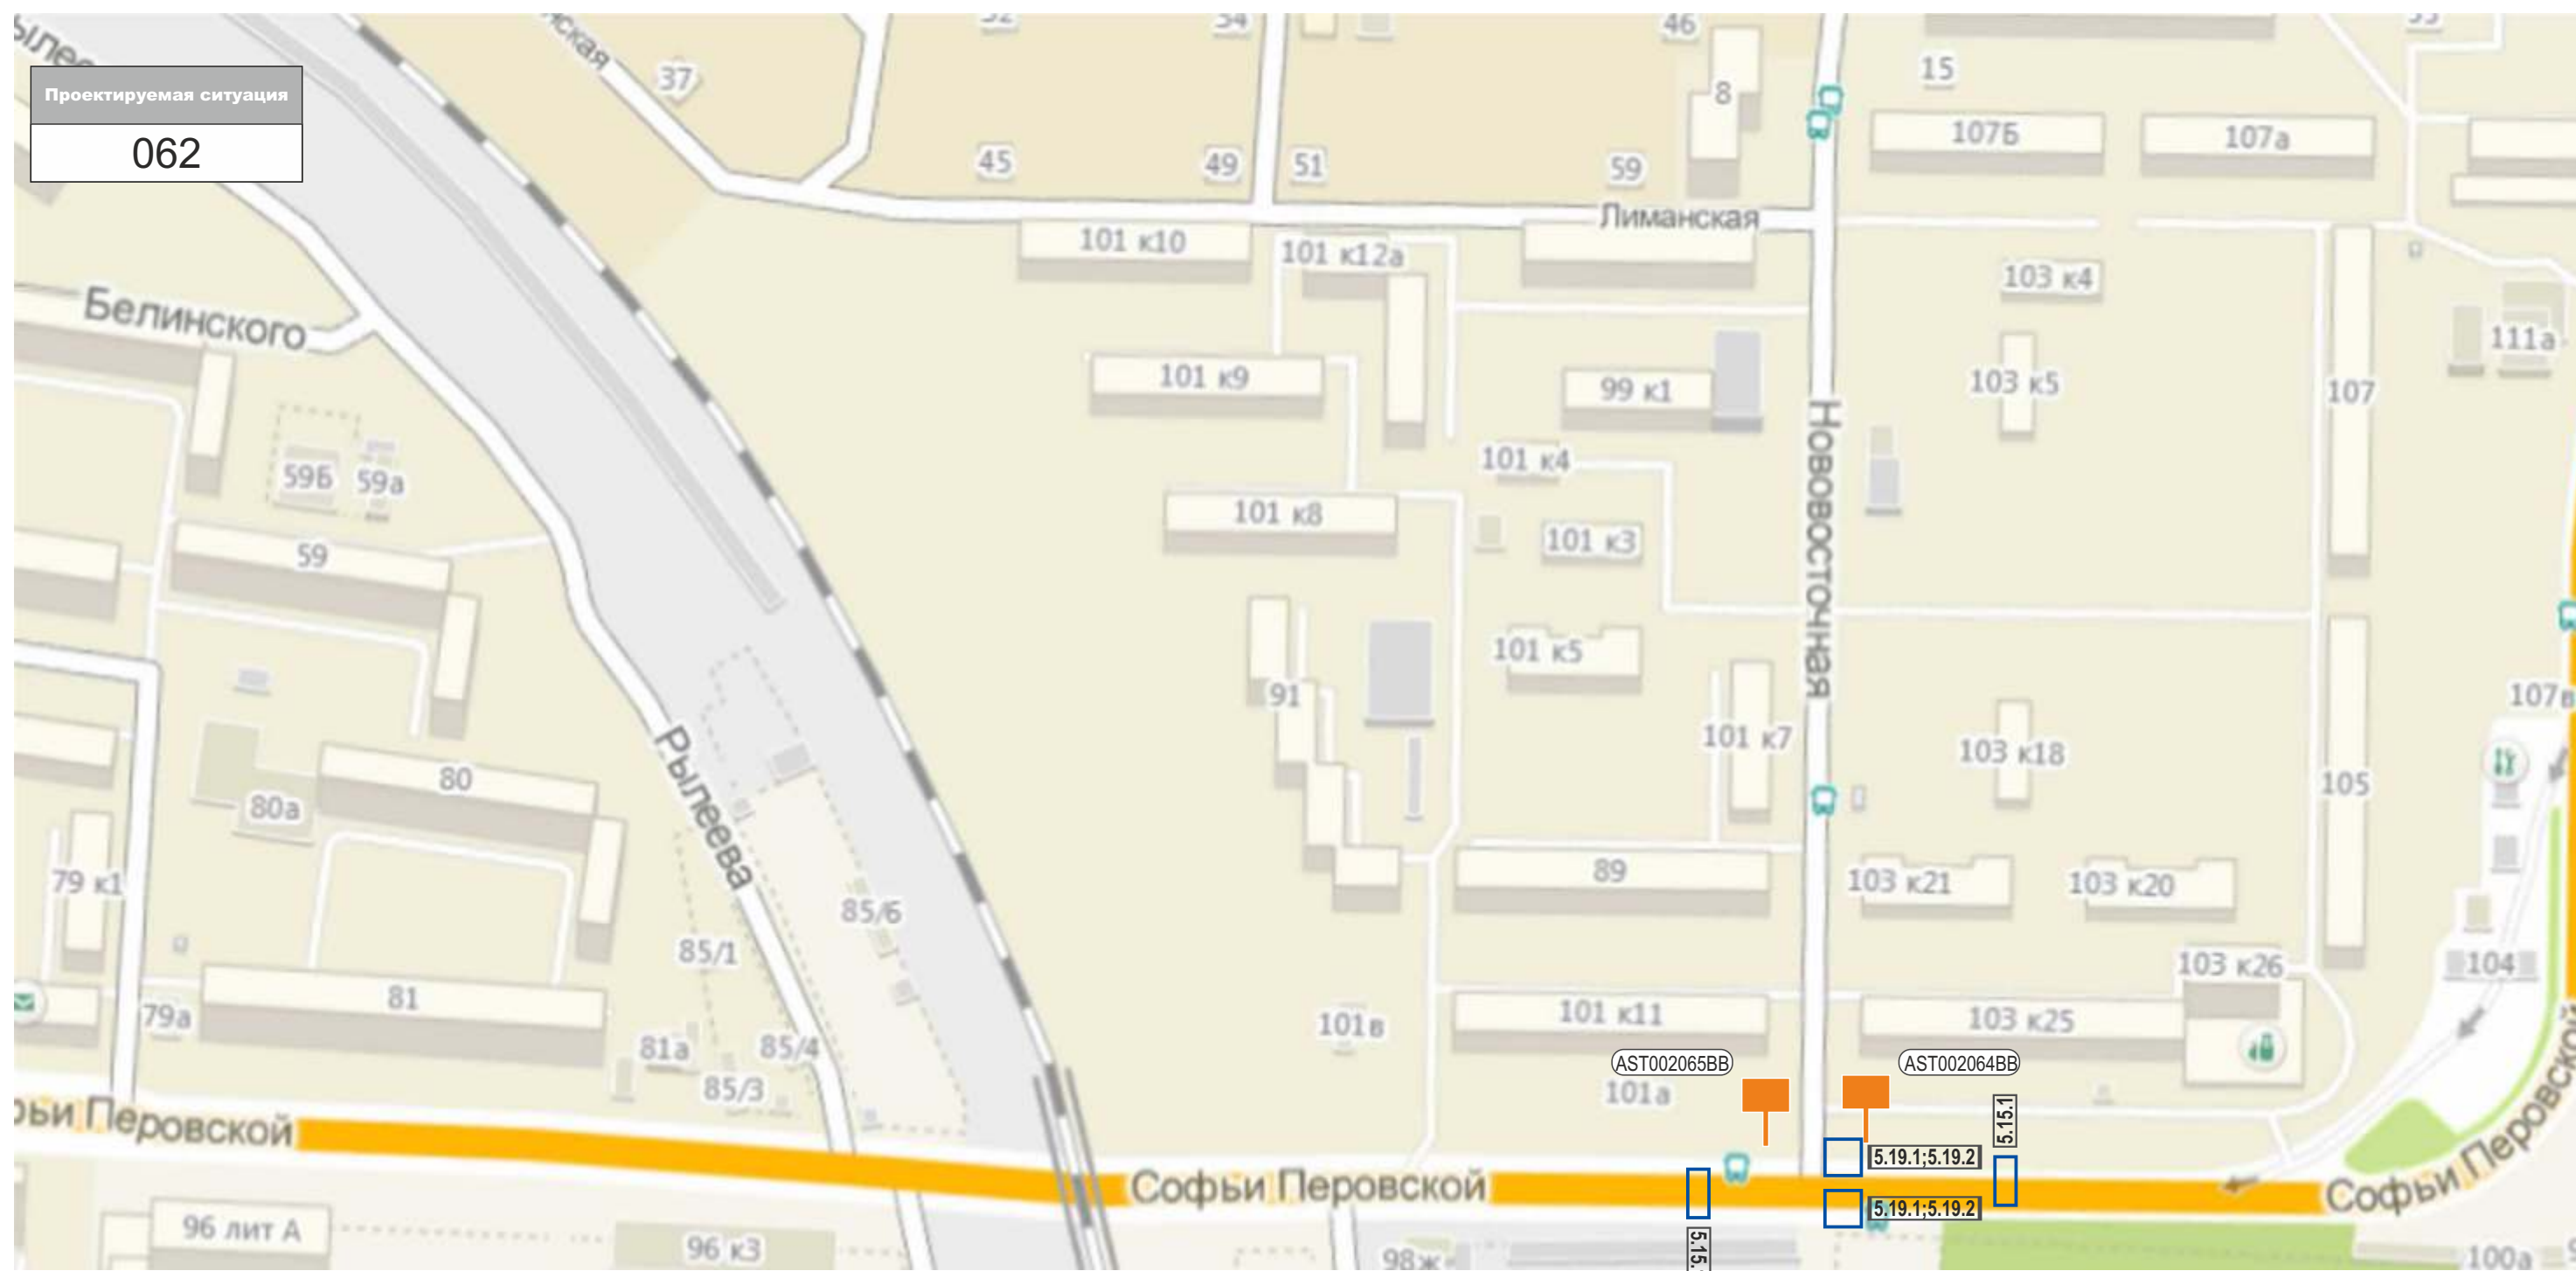 37
46
8
15
107Б
107а
Проектируемая ситуация
062
45
49
51
59
Лиманская
101 к10
101 к12а
103 к4
Белинского
111а
101 к9
99 к1
103 к5
107
Нововосточная
59Б
59а
101 к4
101 к8
101 к3
59
101 к5
91
101 к7
107в
103 к18
Рылеева
80
80а
105
79 к1
89
103 к21
103 к20
85/6
85/1
103 к26
104
81
79а
101 к11
103 к25
101в
81а
85/4
85/3
AST002065BB
AST002064BB
101а
5.15.1
Перовской
5.19.1;5.19.2
Софьи Перовской
Софьи Перовской
5.19.1;5.19.2
96 лит А
96 к3
98ж
100а